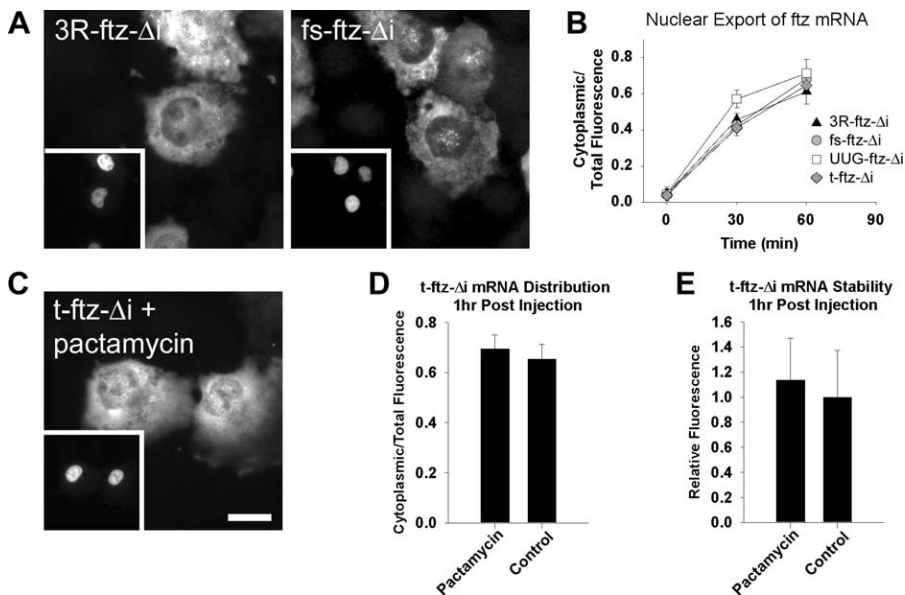 A
3R-ftz-Δi
fs-ftz-Δi
B
Nuclear Export of ftz mRNA
Cytoplasmic/
Total Fluorescence
0.8
0.6
0.4
0.2
0.0
3R-ftz-Δi
fs-ftz-Δi
UUG-ftz-Δi
t-ftz-Δi
0
30
60
90
Time (min)
C
t-ftz-Δi +
pactamycin
D
t-ftz-Δi mRNA Distribution
1hr Post Injection
Cytoplasmic/Total Fluorescence
0.8
0.6
0.4
0.2
0.0
Pactamycin
Control
E
t-ftz-Δi mRNA Stability
1hr Post Injection
Relative Fluorescence
1.6
1.4
1.2
1.0
0.8
0.6
0.4
0.2
0.0
Pactamycin
Control